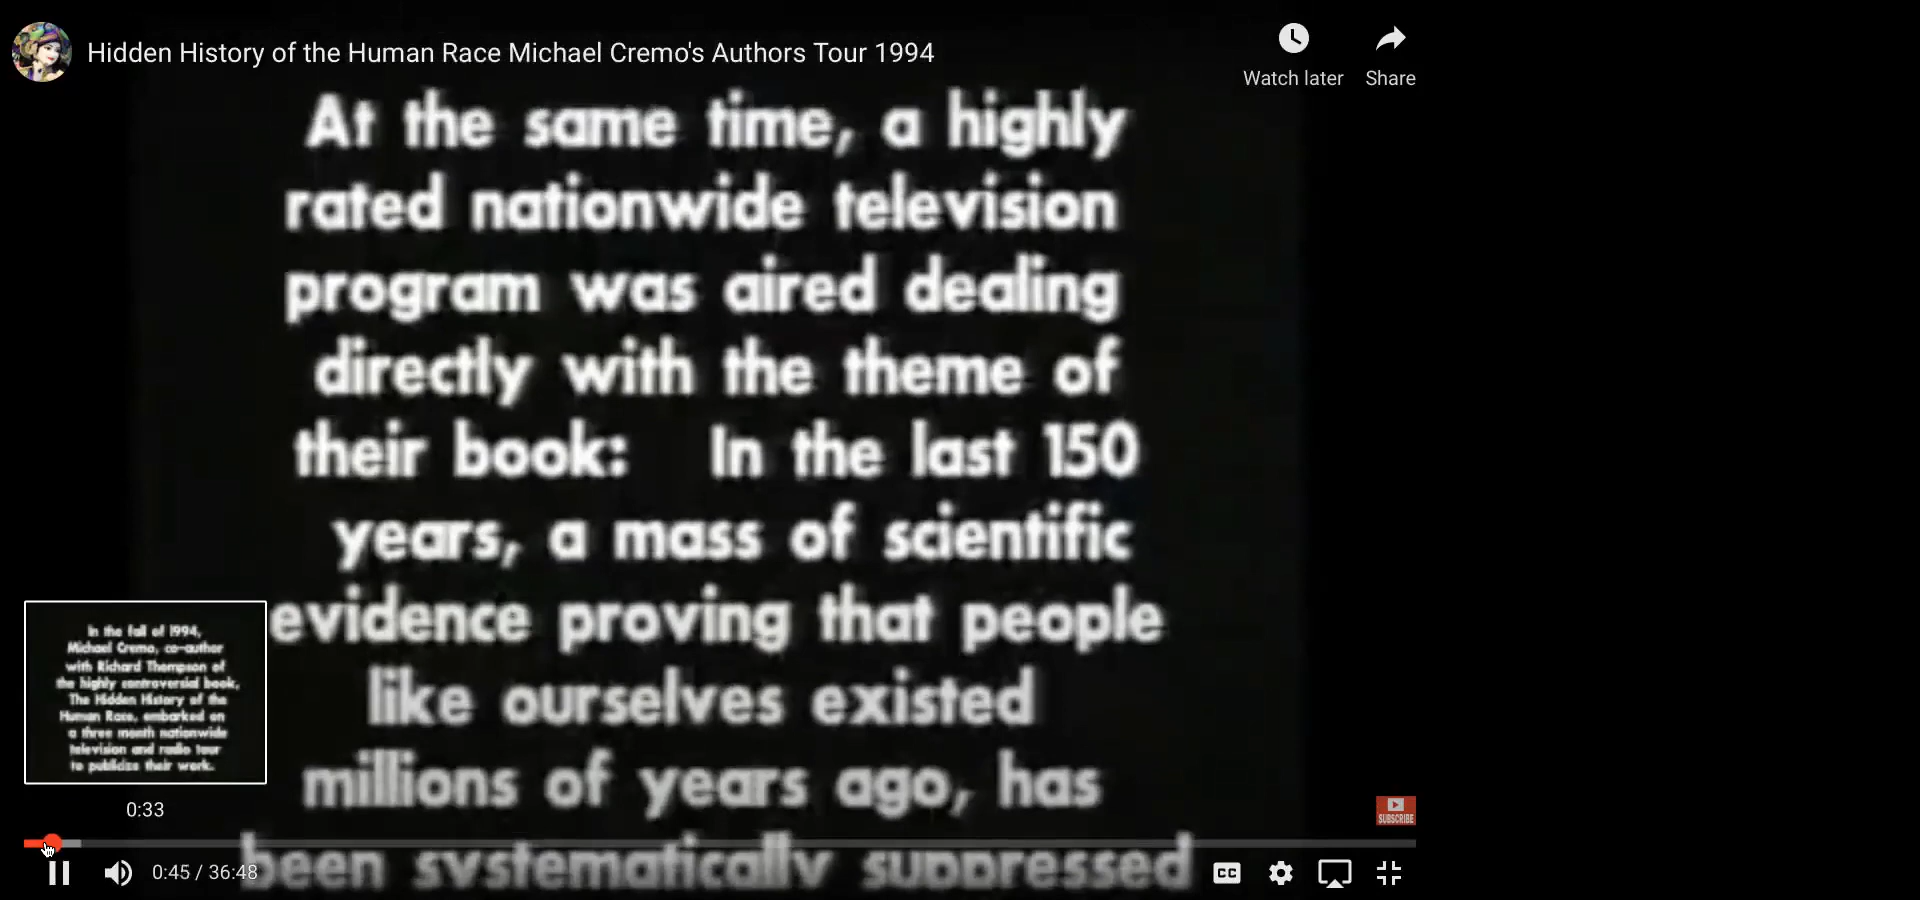 Hidden History of the Human Race Michael Cremo's Authors Tour 1994
Watch later
Share
At the same time, a highly
rated nationwide television
program was aired dealing
directly with the theme of
their book: In the last 150
years, a mass of scientific
evidence proving that people
like ourselves existed
millions of years ago, has
been systematically suppressed
In the fall of 1994,
Michael Cremo, co-author
with Richard Thompson of
the highly controversial book,
The Hidden History of the
Human Race, embarked on
a three month nationwide
television and radio tour
to publicize their work.
0:33
SUBSCRIBE
0:45 / 36:48
CC